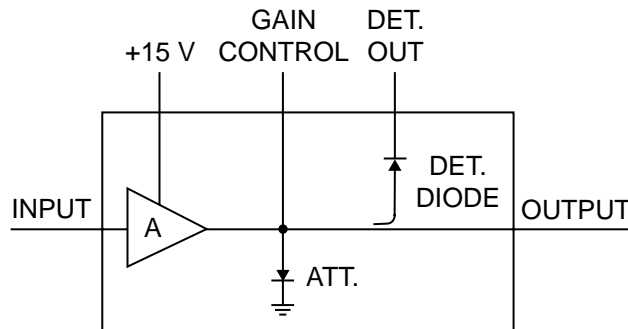 GAIN
CONTROL
DET.
OUT
+15 V
DET.
DIODE
INPUT
A
OUTPUT
ATT.